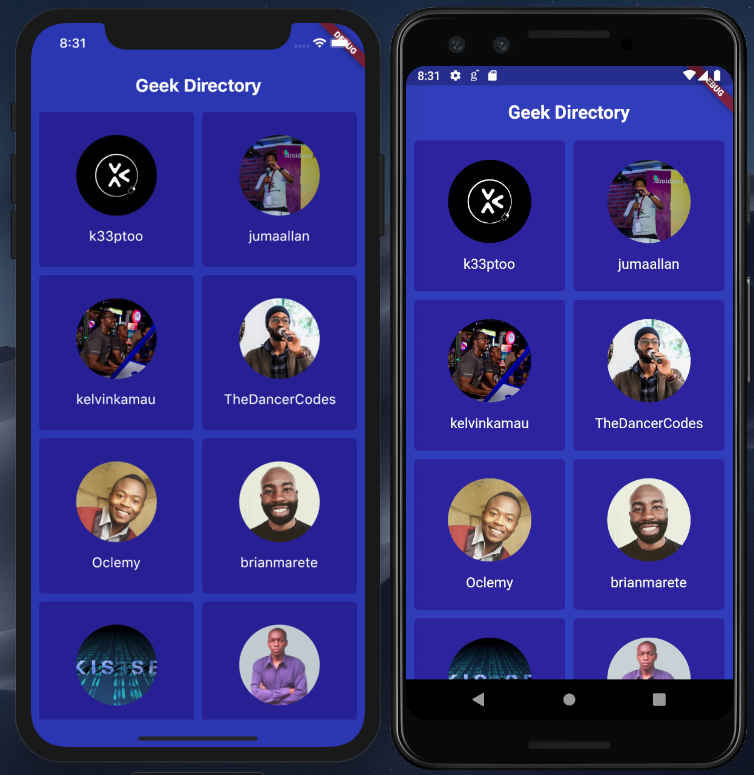 8:31
DEBUG
Geek Directory
k33ptoo
jumaallan
kelvinkamau
TheDancerCodes
Oclemy
brianmarete
8:31
Geek Directory
k33ptoo
jumaallan
kelvinkamau
TheDancerCodes
Oclemy
brianmarete